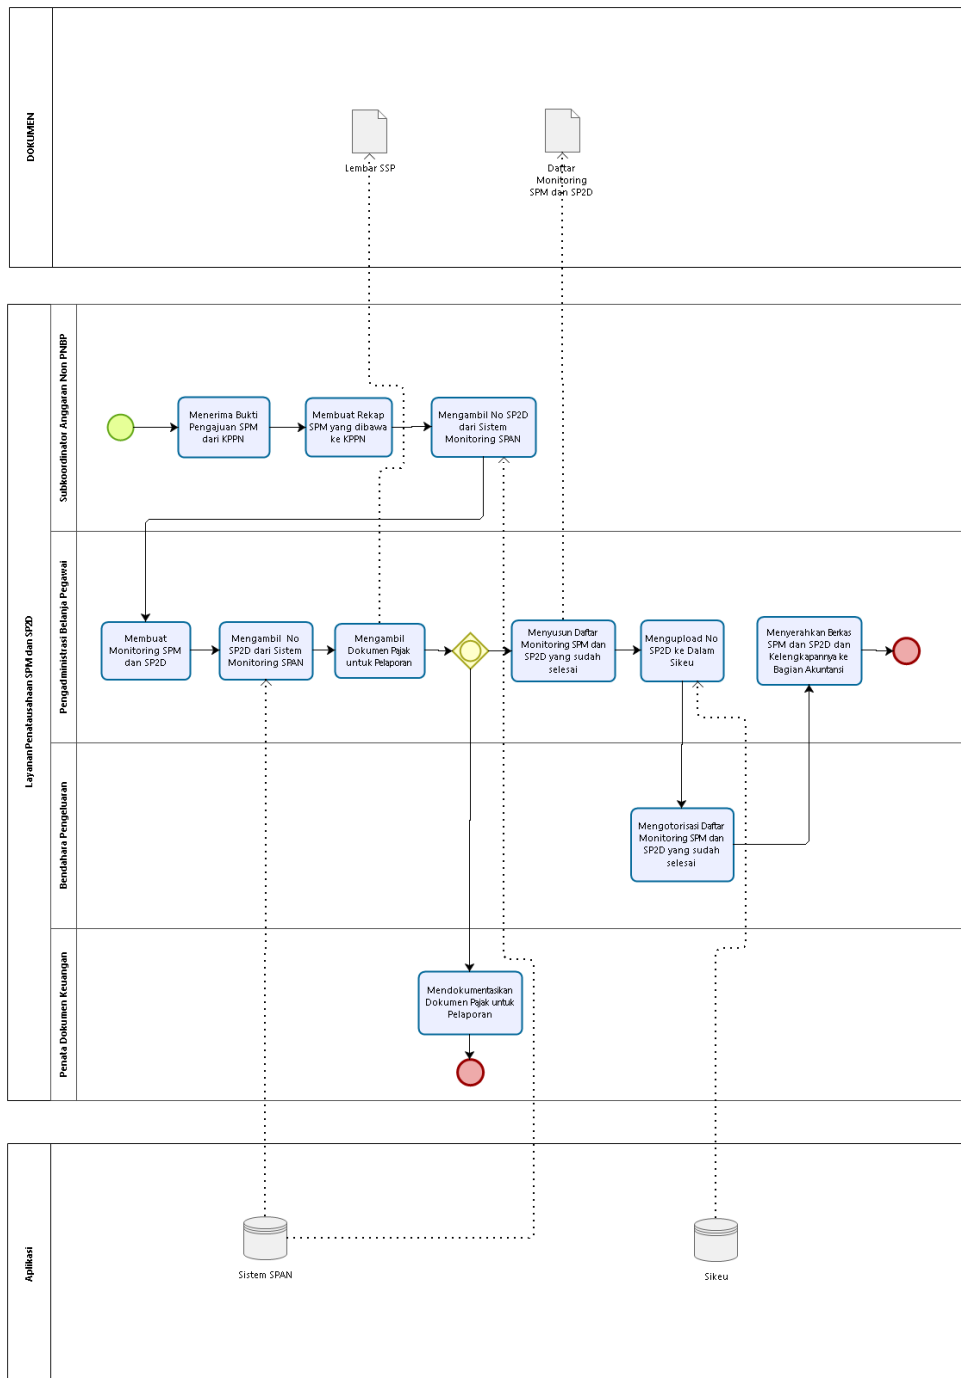 DOKUMEN
Lembar SSP
Daftar
Monitoring
SPM dan SP2D
Layanan Penatausahaan SPM dan SP2D
Subkoordinator Anggaran Non PNBP
Menerima Bukti
Pengajuan SPM
dari KPPN
Membuat Rekap
SPM yang dibawa
ke KPPN
Mengambil No SP2D
dari Sistem
Monitoring SPAN
Pengadministrasi Belanja Pegawai
Membuat
Monitoring SPM
dan SP2D
Mengambil No
SP2D dari Sistem
Monitoring SPAN
Mengambil
Dokumen Pajak
untuk Pelaporan
Menyusun Daftar
Monitoring SPM dan
SP2D yang sudah
selesai
Mengupload No
SP2D ke Dalam
Sikeu
Menyerahkan Berkas
SPM dan SP2D dan
Kelengkapannya ke
Bagian Akuntansi
Bendahara Pengeluaran
Mengotorisasi Daftar
Monitoring SPM dan
SP2D yang sudah
selesai
Penata Dokumen Keuangan
Mendokumentasikan
Dokumen Pajak untuk
Pelaporan
Aplikasi
Sistem SPAN
Sikeu